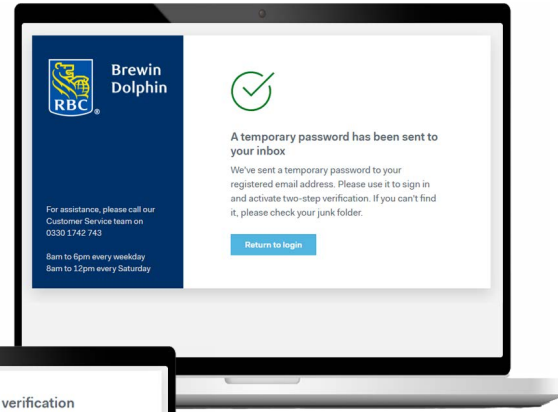 Brewin
Dolphin
RBC
®
For assistance, please call our
Customer Service team on
0330 1742 743
8am to 6pm every weekday
8am to 12pm every Saturday
A temporary password has been sent to
your inbox
We've sent a temporary password to your
registered email address. Please use it to sign in
and activate two-step verification. If you can't find
it, please check your junk folder.
Return to login
verification